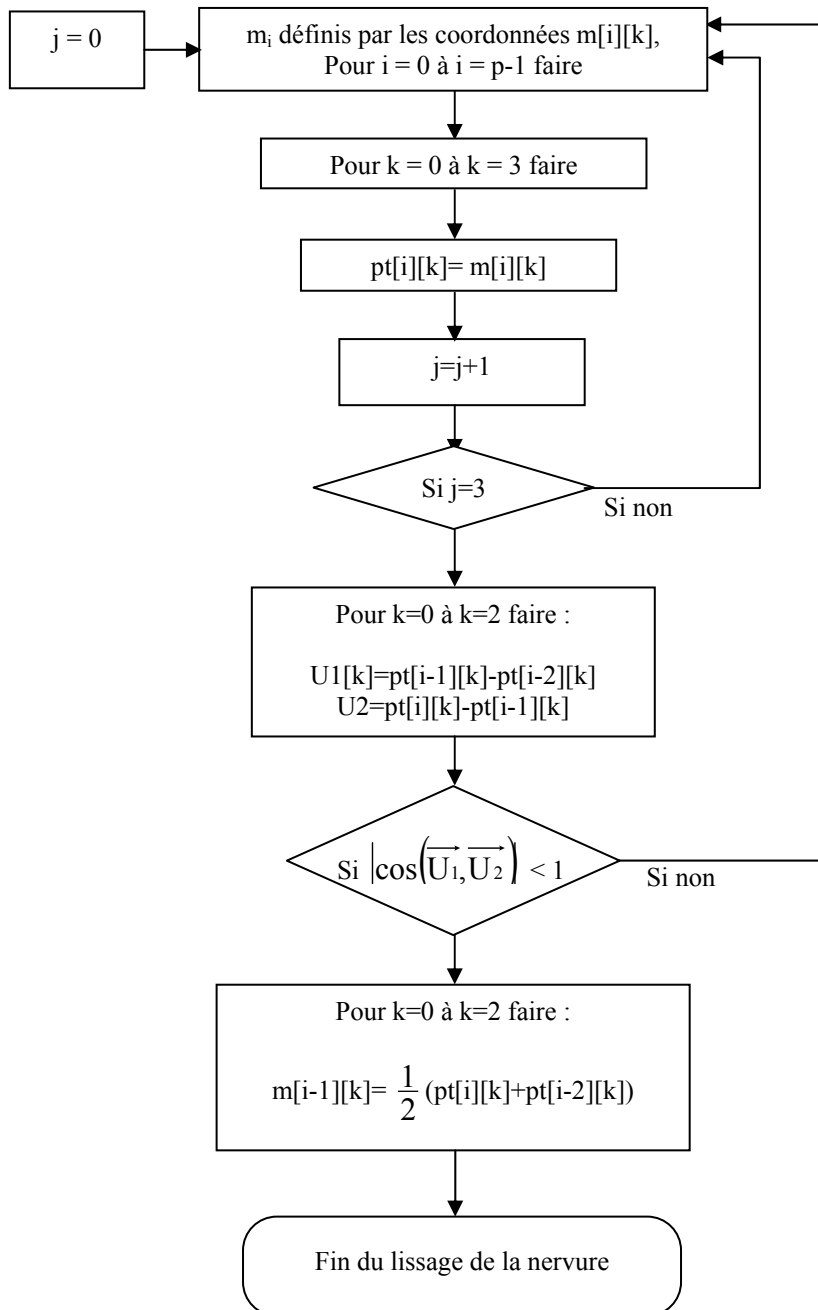 j = 0
mi définis par les coordonnées m[i][k],
Pour i = 0 à i = p-1 faire
Pour k = 0 à k = 3 faire
pt[i][k]= m[i][k]
j=j+1
Si j=3
Si non
Pour k=0 à k=2 faire :
U1[k]=pt[i-1][k]-pt[i-2][k]
U2=pt[i][k]-pt[i-1][k]
Si |cos(U1,U2)| < 1
Si non
Pour k=0 à k=2 faire :
m[i-1][k]= 1/2 (pt[i][k]+pt[i-2][k])
Fin du lissage de la nervure